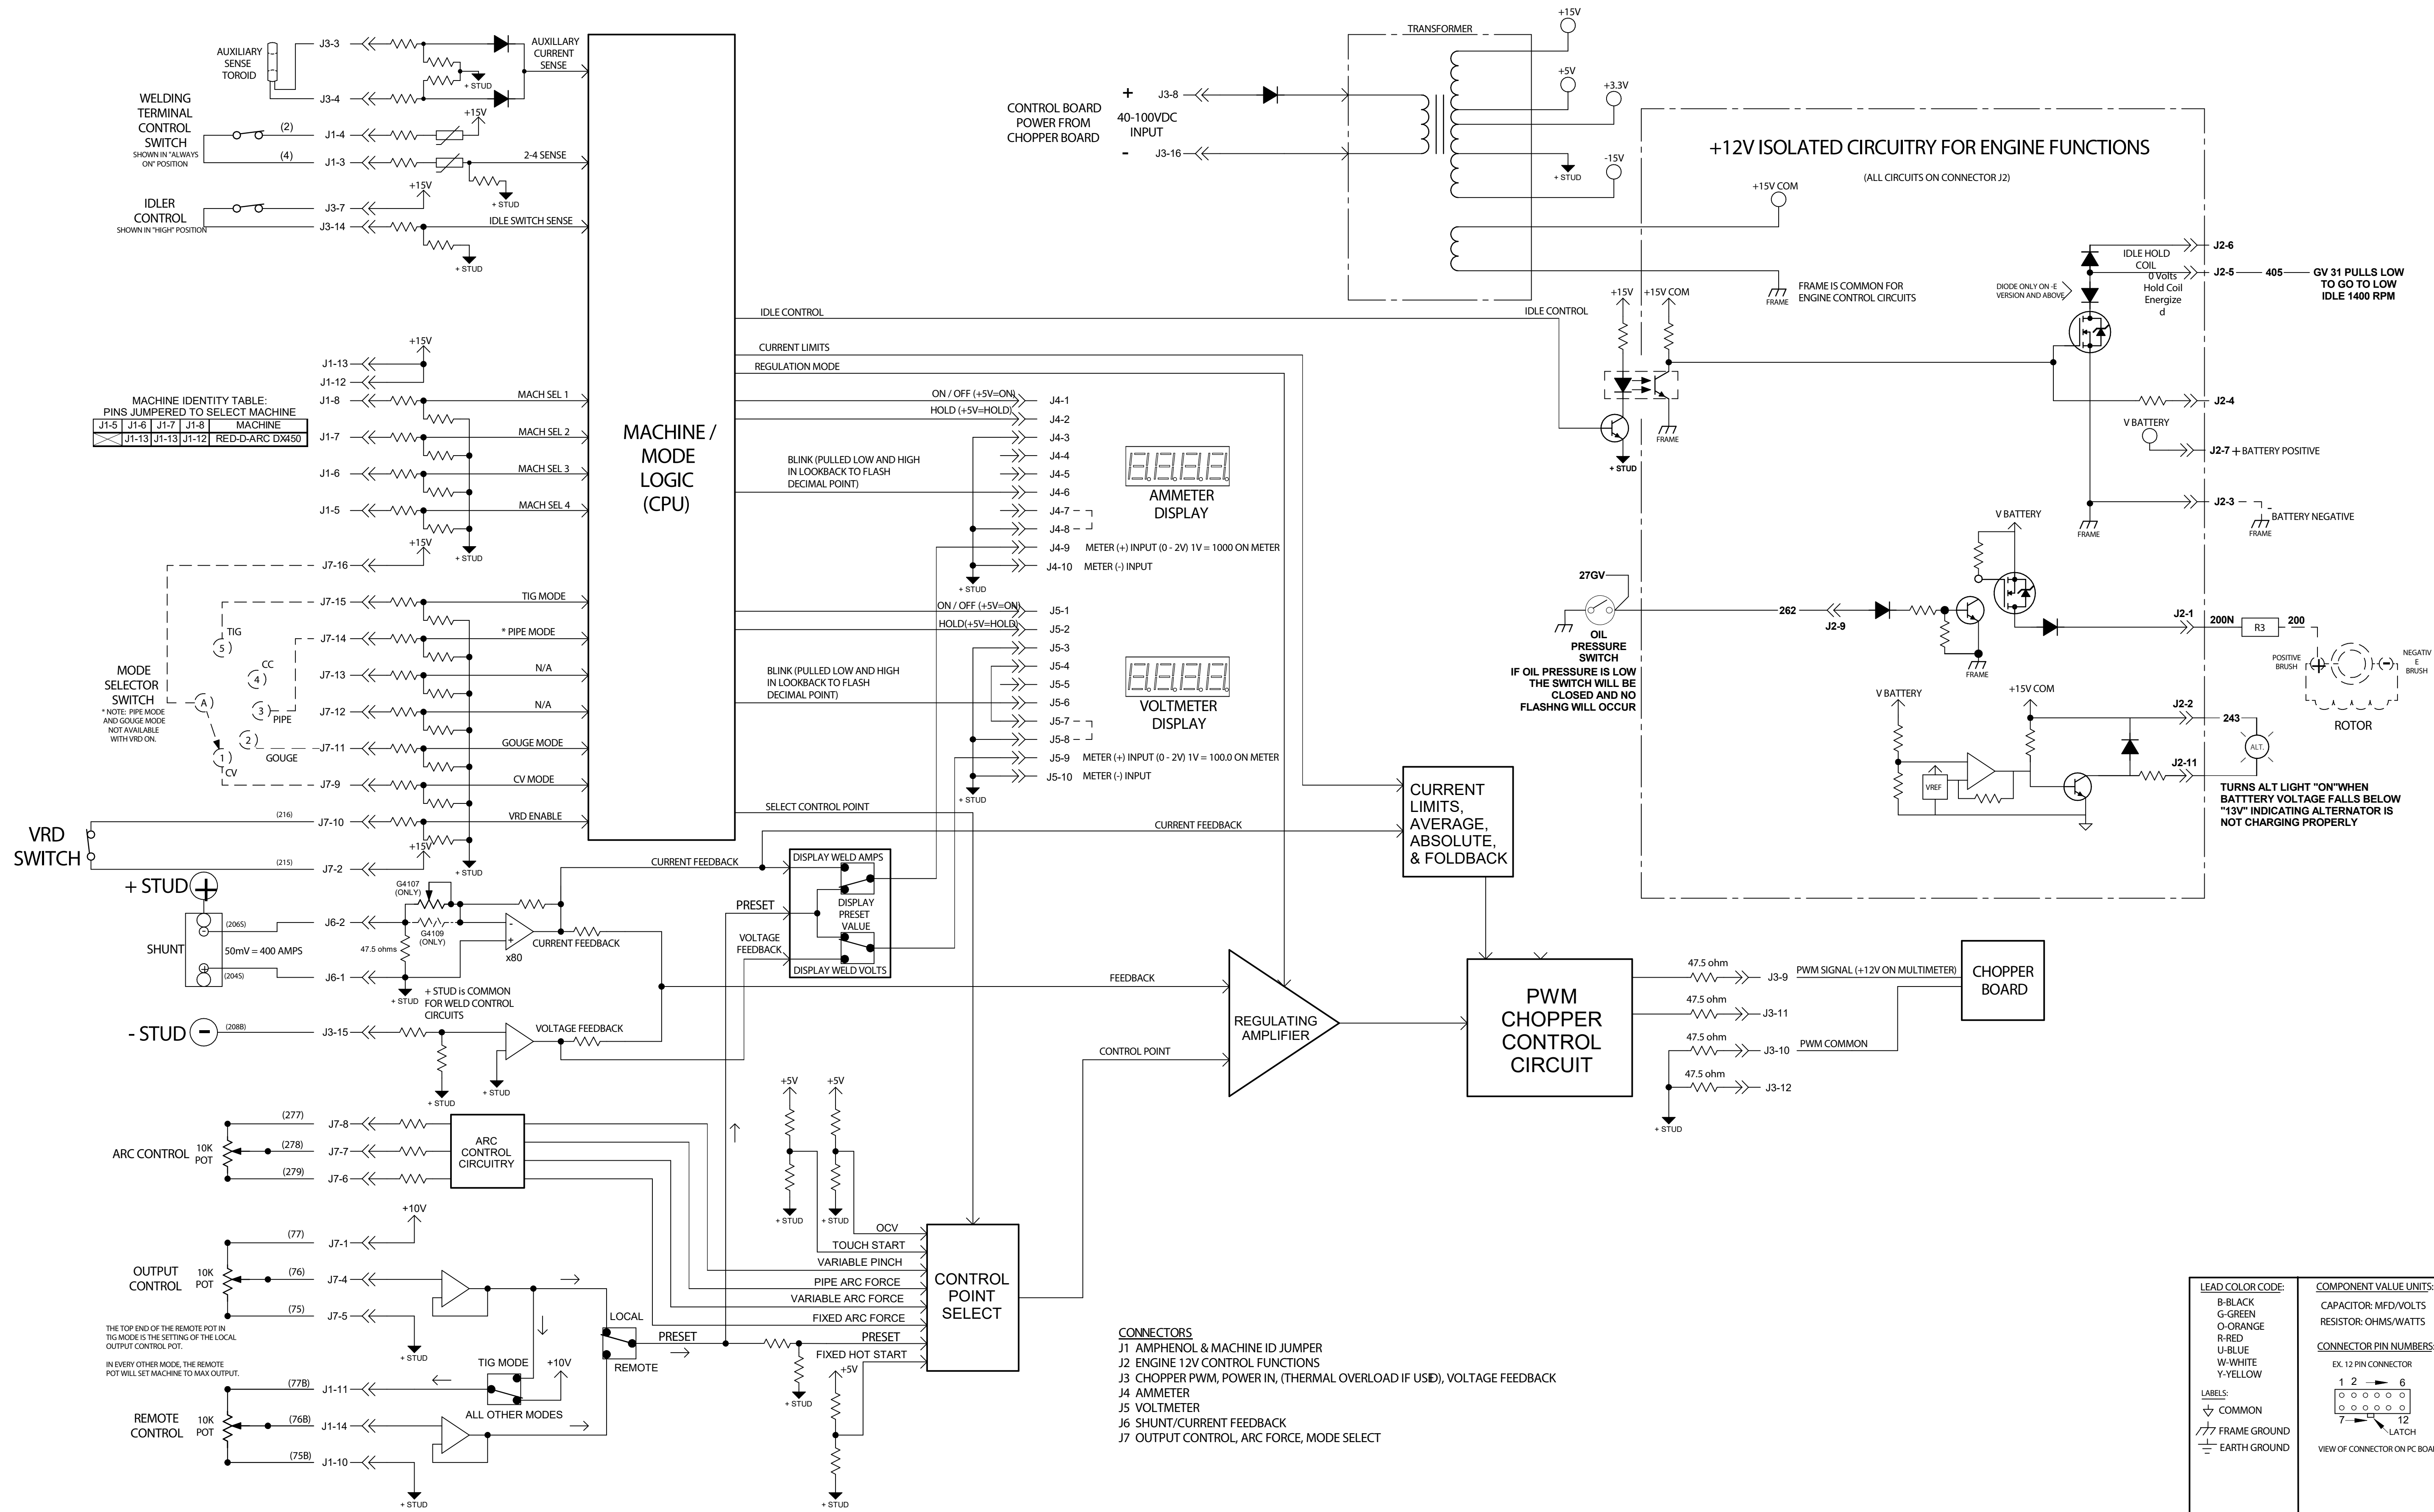 AUXILIARY
SENSE
TOROID
J3-3
J3-4
+ STUD
AUXILLARY
CURRENT
SENSE
WELDING
TERMINAL
CONTROL
SWITCH
SHOWN IN "ALWAYS
ON" POSITION
(2)
(4)
J1-4
J1-3
+15V
2-4 SENSE
+ STUD
IDLER
CONTROL
SHOWN IN "HIGH" POSITION
J3-7
J3-14
+15V
IDLE SWITCH SENSE
+ STUD
+15V
J1-13
J1-12
J1-8
MACH SEL 1
J1-7
MACH SEL 2
J1-6
MACH SEL 3
J1-5
MACH SEL 4
+ STUD
MACHINE IDENTITY TABLE:
PINS JUMPERED TO SELECT MACHINE
J1-5 J1-6 J1-7 J1-8 MACHINE
J1-13 J1-13 J1-12 RED-D-ARC DX450
+15V
J7-16
J7-15
TIG MODE
J7-14
* PIPE MODE
J7-13
N/A
J7-12
N/A
J7-11
GOUGE MODE
J7-9
CV MODE
(216)
J7-10
VRD ENABLE
+15V
(215)
J7-2
+ STUD
MODE
SELECTOR
SWITCH
* NOTE: PIPE MODE
AND GOUGE MODE
NOT AVAILABLE
WITH VRD ON.
TIG
5
CC
4
A
3
PIPE
2
GOUGE
1
CV
VRD
SWITCH
MACHINE /
MODE
LOGIC
(CPU)
+ STUD
SHUNT
(206S)
50mV = 400 AMPS
(204S)
J6-2
J6-1
G4107
(ONLY)
G4109
(ONLY)
47.5 ohms
-
+
x80
CURRENT FEEDBACK
CURRENT FEEDBACK
+ STUD
+ STUD is COMMON
FOR WELD CONTROL
CIRCUITS
- STUD
(208B)
J3-15
VOLTAGE FEEDBACK
+ STUD
+ STUD
ARC CONTROL
10K
POT
(277)
J7-8
(278)
J7-7
(279)
J7-6
ARC
CONTROL
CIRCUITRY
+10V
(77)
J7-1
OUTPUT
CONTROL
10K
POT
(76)
J7-4
(75)
J7-5
+ STUD
THE TOP END OF THE REMOTE POT IN
TIG MODE IS THE SETTING OF THE LOCAL
OUTPUT CONTROL POT.
IN EVERY OTHER MODE, THE REMOTE
POT WILL SET MACHINE TO MAX OUTPUT.
(77B)
J1-11
REMOTE
CONTROL
10K
POT
(76B)
J1-14
(75B)
J1-10
+ STUD
TIG MODE
+10V
ALL OTHER MODES
LOCAL
REMOTE
PRESET
IDLE CONTROL
IDLE CONTROL
CURRENT LIMITS
REGULATION MODE
ON / OFF (+5V=ON)
J4-1
HOLD (+5V=HOLD)
J4-2
J4-3
J4-4
J4-5
BLINK (PULLED LOW AND HIGH
IN LOOKBACK TO FLASH
DECIMAL POINT)
J4-6
J4-7
J4-8
J4-9
METER (+) INPUT (0 - 2V) 1V = 1000 ON METER
J4-10
METER (-) INPUT
+ STUD
AMMETER
DISPLAY
ON / OFF (+5V=ON)
J5-1
HOLD(+5V=HOLD)
J5-2
J5-3
J5-4
J5-5
BLINK (PULLED LOW AND HIGH
IN LOOKBACK TO FLASH
DECIMAL POINT)
J5-6
J5-7
J5-8
J5-9
METER (+) INPUT (0 - 2V) 1V = 100.0 ON METER
J5-10
METER (-) INPUT
+ STUD
VOLTMETER
DISPLAY
SELECT CONTROL POINT
CURRENT FEEDBACK
DISPLAY WELD AMPS
DISPLAY
PRESET
VALUE
DISPLAY WELD VOLTS
PRESET
VOLTAGE
FEEDBACK
+5V
+5V
+ STUD
+ STUD
OCV
TOUCH START
VARIABLE PINCH
PIPE ARC FORCE
VARIABLE ARC FORCE
FIXED ARC FORCE
PRESET
FIXED HOT START
+ STUD
+5V
+ STUD
CONTROL
POINT
SELECT
CONTROL BOARD
POWER FROM
CHOPPER BOARD
+
J3-8
40-100VDC
INPUT
-
J3-16
TRANSFORMER
+15V
+5V
+3.3V
+ STUD
-15V
+15V COM
FRAME
FRAME IS COMMON FOR
ENGINE CONTROL CIRCUITS
+12V ISOLATED CIRCUITRY FOR ENGINE FUNCTIONS
(ALL CIRCUITS ON CONNECTOR J2)
+15V
+15V COM
FRAME
+ STUD
IDLE HOLD
COIL
0 Volts
Hold Coil
Energize
d
DIODE ONLY ON -E
VERSION AND ABOVE
J2-6
J2-5
405
GV 31 PULLS LOW
TO GO TO LOW
IDLE 1400 RPM
J2-4
V BATTERY
J2-7
+ BATTERY POSITIVE
J2-3
-
BATTERY NEGATIVE
FRAME
FRAME
27GV
OIL
PRESSURE
SWITCH
IF OIL PRESSURE IS LOW
THE SWITCH WILL BE
CLOSED AND NO
FLASHNG WILL OCCUR
262
J2-9
V BATTERY
FRAME
J2-1
200N
R3
200
POSITIVE
BRUSH
+
-
NEGATIV
E
BRUSH
ROTOR
V BATTERY
+15V COM
VREF
J2-2
243
ALT.
J2-11
TURNS ALT LIGHT "ON"WHEN
BATTTERY VOLTAGE FALLS BELOW
"13V" INDICATING ALTERNATOR IS
NOT CHARGING PROPERLY
CURRENT
LIMITS,
AVERAGE,
ABSOLUTE,
& FOLDBACK
FEEDBACK
CONTROL POINT
REGULATING
AMPLIFIER
PWM
CHOPPER
CONTROL
CIRCUIT
47.5 ohm
J3-9
PWM SIGNAL (+12V ON MULTIMETER)
47.5 ohm
J3-11
47.5 ohm
J3-10
PWM COMMON
47.5 ohm
J3-12
+ STUD
CHOPPER
BOARD
CONNECTORS
J1 AMPHENOL & MACHINE ID JUMPER
J2 ENGINE 12V CONTROL FUNCTIONS
J3 CHOPPER PWM, POWER IN, (THERMAL OVERLOAD IF USED), VOLTAGE FEEDBACK
J4 AMMETER
J5 VOLTMETER
J6 SHUNT/CURRENT FEEDBACK
J7 OUTPUT CONTROL, ARC FORCE, MODE SELECT
LEAD COLOR CODE:
B-BLACK
G-GREEN
O-ORANGE
R-RED
U-BLUE
W-WHITE
Y-YELLOW
LABELS:
COMMON
FRAME GROUND
EARTH GROUND
COMPONENT VALUE UNITS:
CAPACITOR: MFD/VOLTS
RESISTOR: OHMS/WATTS
CONNECTOR PIN NUMBERS:
EX. 12 PIN CONNECTOR
1 2 6
7 12
LATCH
VIEW OF CONNECTOR ON PC BOA